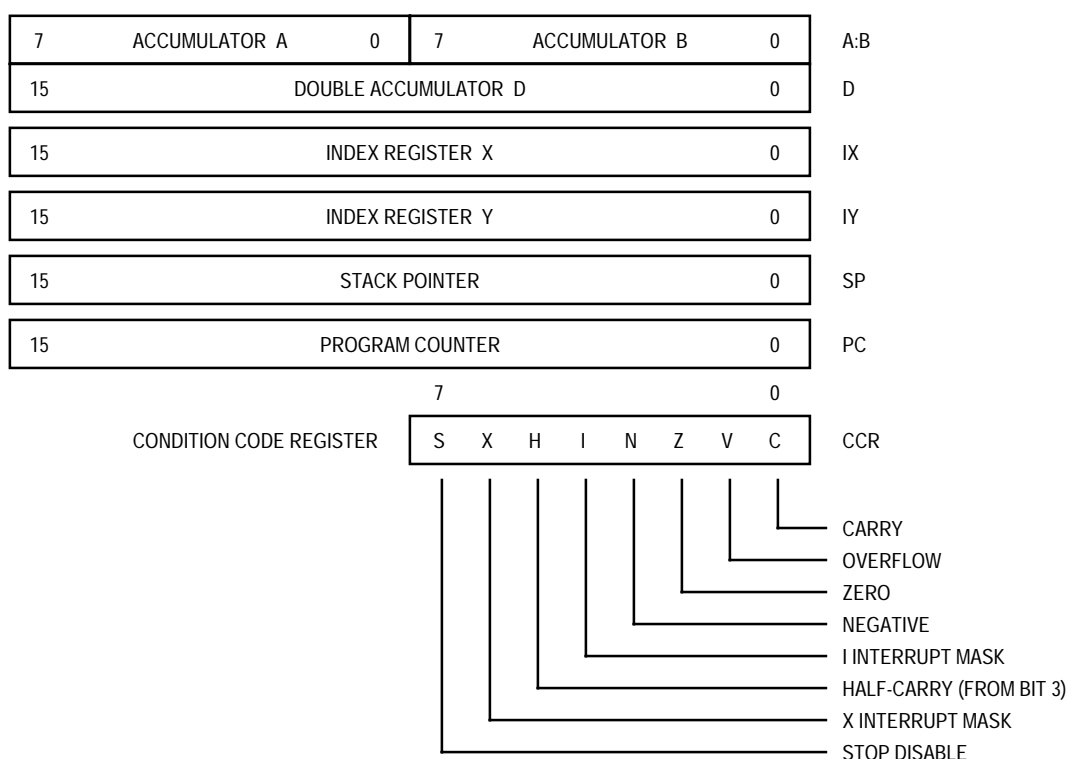 7 ACCUMULATOR A 0 7 ACCUMULATOR B 0 A:B
15 DOUBLE ACCUMULATOR D 0 D
15 INDEX REGISTER X 0 IX
15 INDEX REGISTER Y 0 IY
15 STACK POINTER 0 SP
15 PROGRAM COUNTER 0 PC
7 0
CONDITION CODE REGISTER S X H I N Z V C CCR
CARRY
OVERFLOW
ZERO
NEGATIVE
I INTERRUPT MASK
HALF-CARRY (FROM BIT 3)
X INTERRUPT MASK
STOP DISABLE